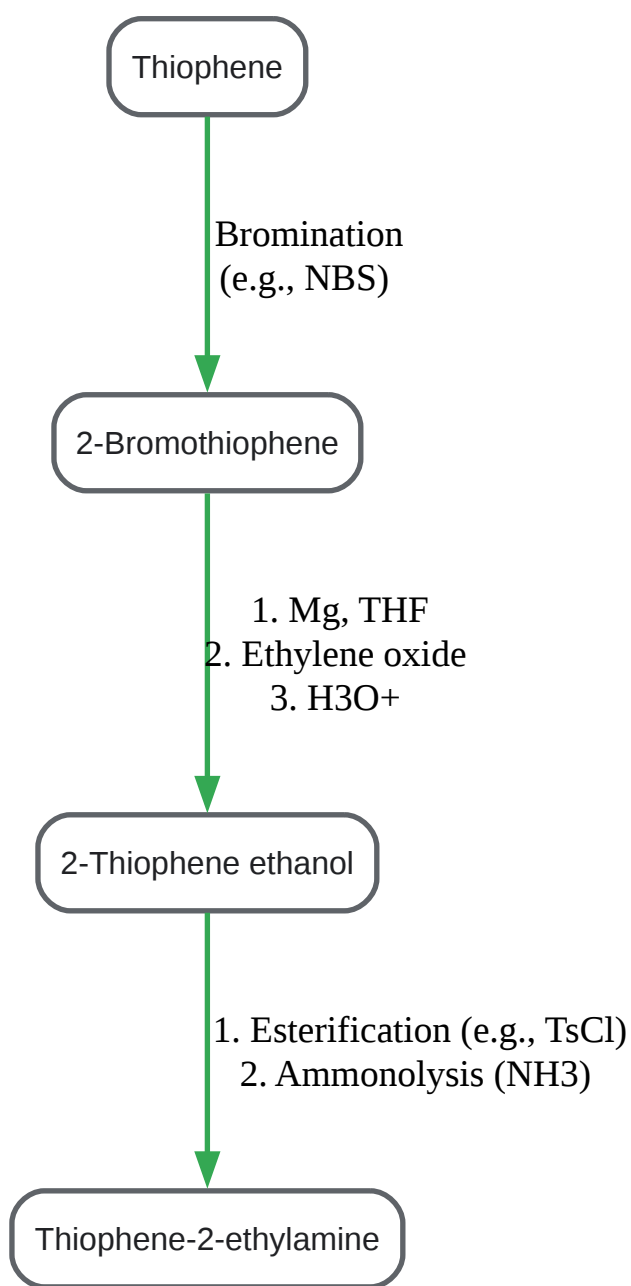 Thiophene
Bromination
(e.g., NBS)
2-Bromothiophene
1. Mg, THF
2. Ethylene oxide
3. H3O+
2-Thiophene ethanol
1. Esterification (e.g., TsCl)
2. Ammonolysis (NH3)
Thiophene-2-ethylamine